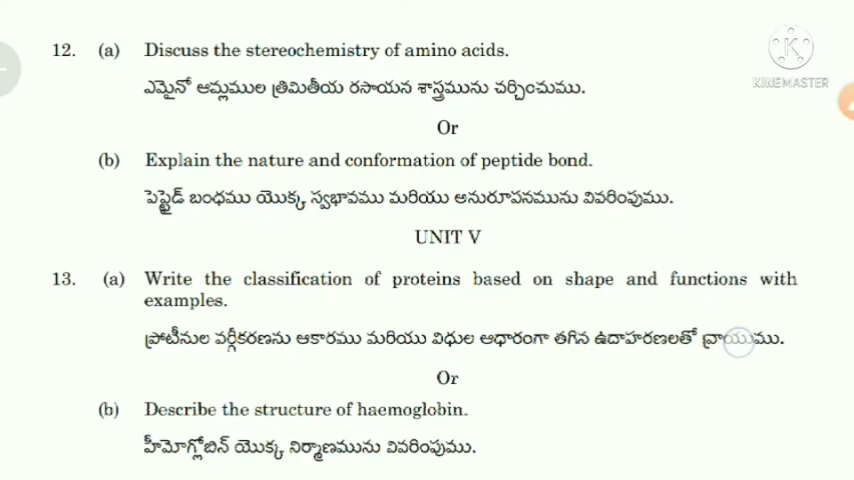 KINEMASTER
12. (a) Discuss the stereochemistry of amino acids.
ఎమైనో ఆమ్లముల త్రిమితీయ రసాయన శాస్త్రమును చర్చించుము.
Or
(b) Explain the nature and conformation of peptide bond.
పెప్టైడ్ బంధము యొక్క స్వభావము మరియు అనురూపనమును వివరింపుము.
UNIT V
13. (a) Write the classification of proteins based on shape and functions with
examples.
ప్రోటీనుల వర్గీకరణను ఆకారము మరియు విధుల ఆధారంగా తగిన ఉదాహరణలతో వ్రాయుము.
Or
(b) Describe the structure of haemoglobin.
హీమోగ్లోబిన్ యొక్క నిర్మాణమును వివరింపుము.